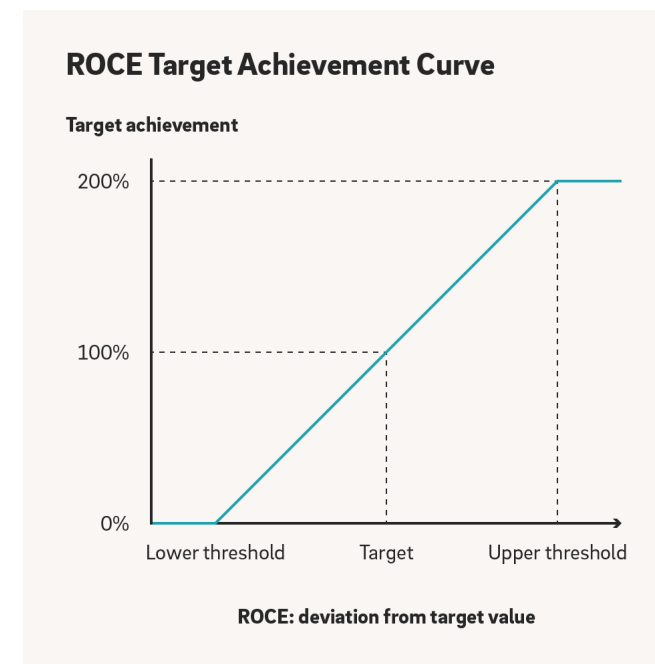 ROCE Target Achievement Curve
Target achievement
200%
100%
0%
Lower threshold Target Upper threshold
ROCE: deviation from target value